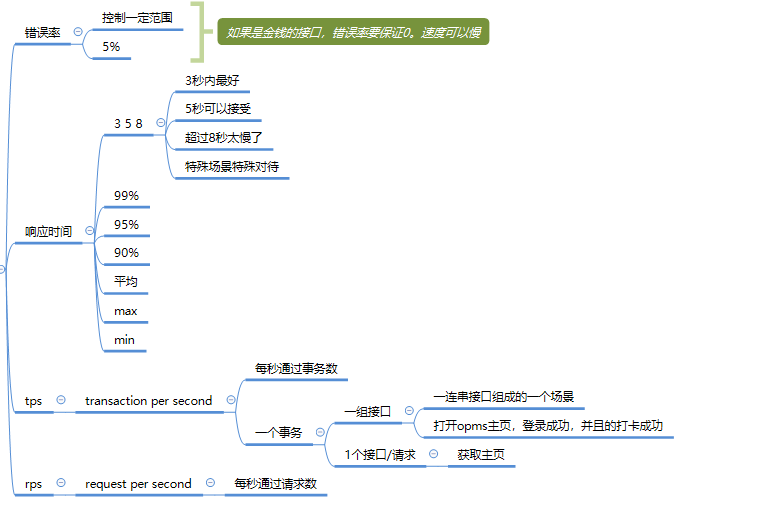 错误率
控制一定范围
5%
如果是金钱的接口，错误率要保证0。速度可以慢
响应时间
3 5 8
3秒内最好
5秒可以接受
超过8秒太慢了
特殊场景特殊对待
99%
95%
90%
平均
max
min
tps
transaction per second
每秒通过事务数
一个事务
一组接口
一连串接口组成的一个场景
打开opms主页，登录成功，并且的打卡成功
1个接口/请求
获取主页
rps
request per second
每秒通过请求数